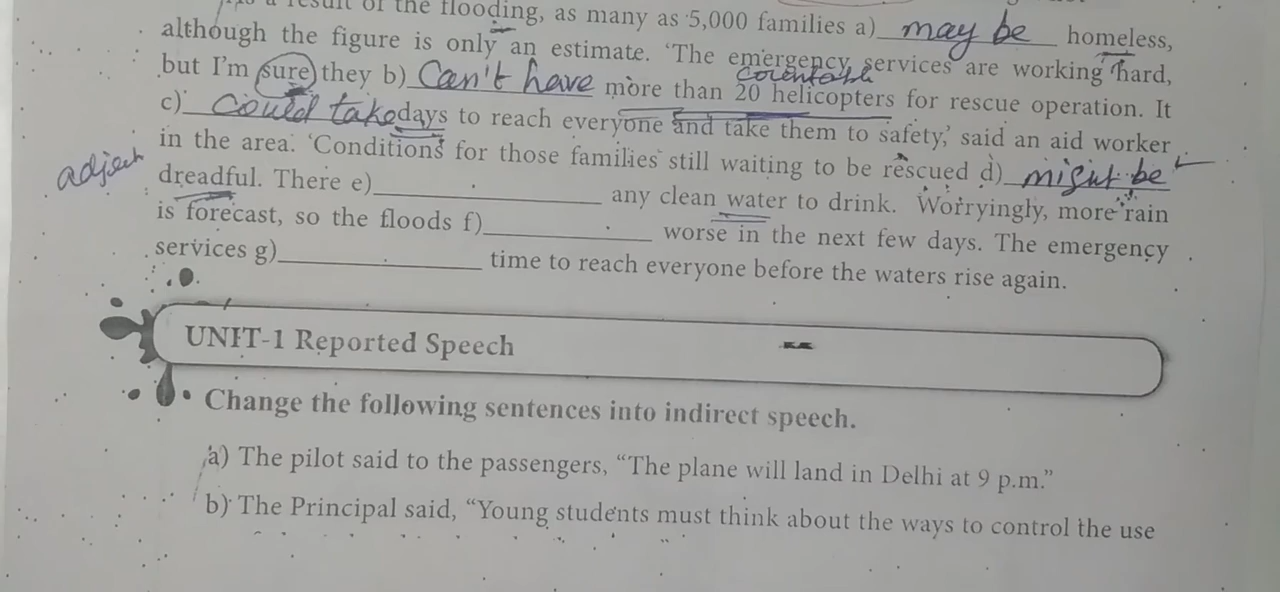 result of the flooding, as many as 5,000 families a) may be homeless,
although the figure is only an estimate. 'The emergency services are working hard,
countable
but I'm sure they b) Can't have more than 20 helicopters for rescue operation. It
c) Could take days to reach everyone and take them to safety,' said an aid worker
in the area. 'Conditions for those families still waiting to be rescued d) might be
adject
dreadful. There e)____________ any clean water to drink. Worryingly, more rain
is forecast, so the floods f)____________ worse in the next few days. The emergency
services g)____________ time to reach everyone before the waters rise again.
UNIT-1 Reported Speech
• Change the following sentences into indirect speech.
a) The pilot said to the passengers, "The plane will land in Delhi at 9 p.m."
b) The Principal said, "Young students must think about the ways to control the use